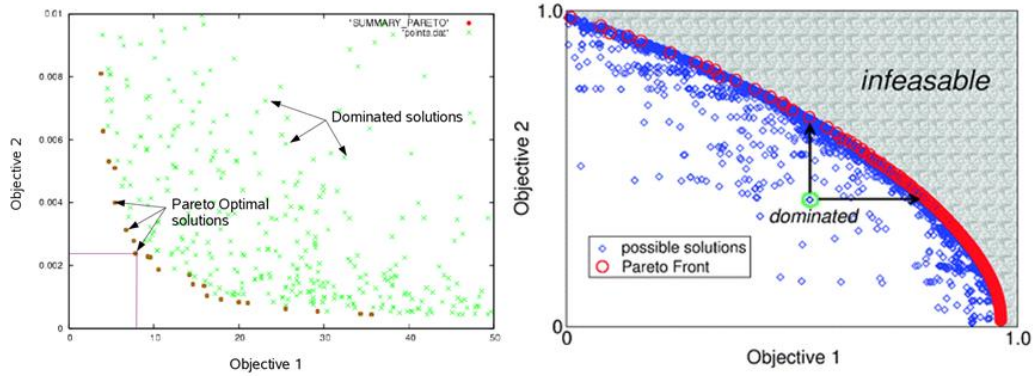 0.01
0.008
0.006
0.004
0.002
0
0
10
20
30
40
50
Objective 2
Objective 1
"SUMMARY_PARETO"
"points.dat"
Dominated solutions
Pareto Optimal
solutions
1.0
0
0
1.0
Objective 2
Objective 1
infeasable
dominated
possible solutions
Pareto Front